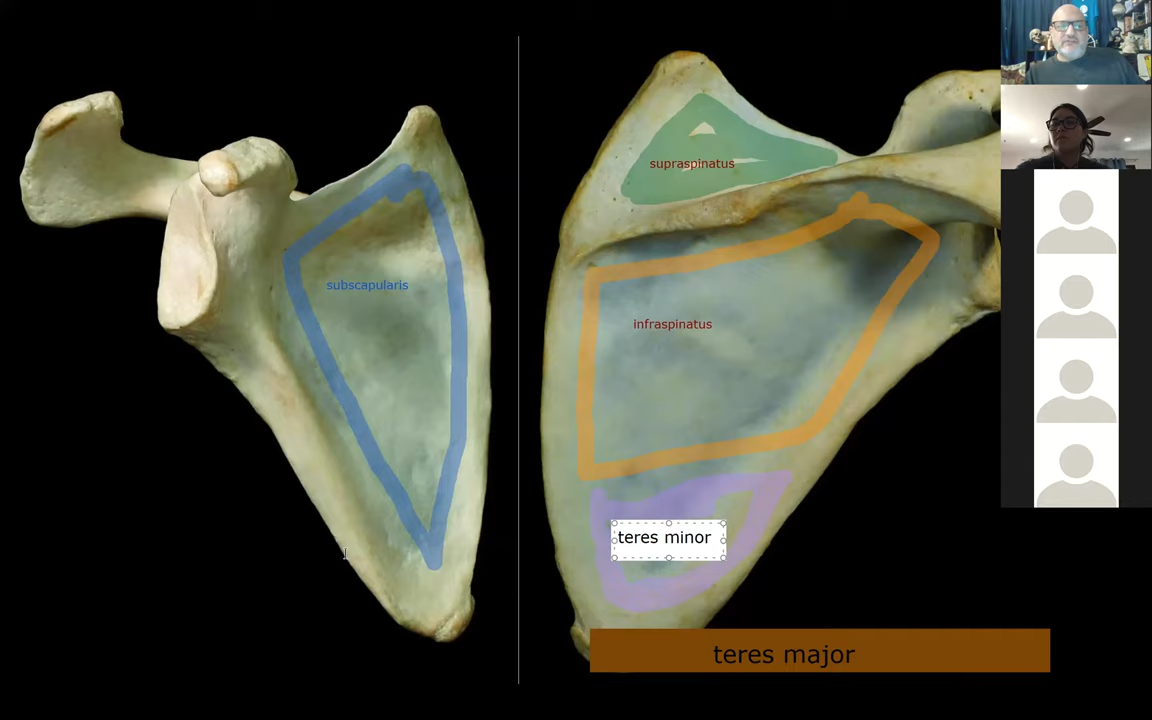 supraspinatus
subscapularis
infraspinatus
teres minor
teres major